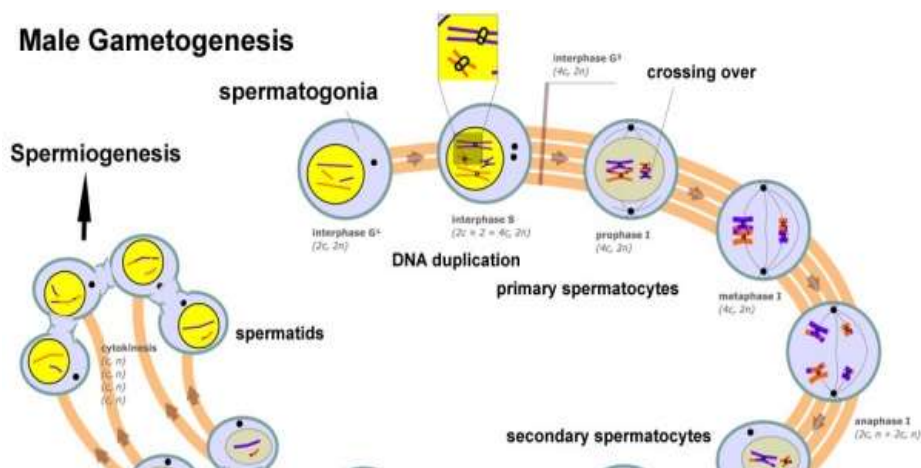 Male Gametogenesis
spermatogonia
interphase G²
(4c, 2n)
crossing over
Spermiogenesis
interphase G¹
(2c, 2n)
interphase S
(2c × 2 = 4c, 2n)
DNA duplication
prophase I
(4c, 2n)
primary spermatocytes
metaphase I
(4c, 2n)
spermatids
cytokinesis
(c, n)
(c, n)
(c, n)
(c, n)
anaphase I
(2c, n + 2c, n)
secondary spermatocytes